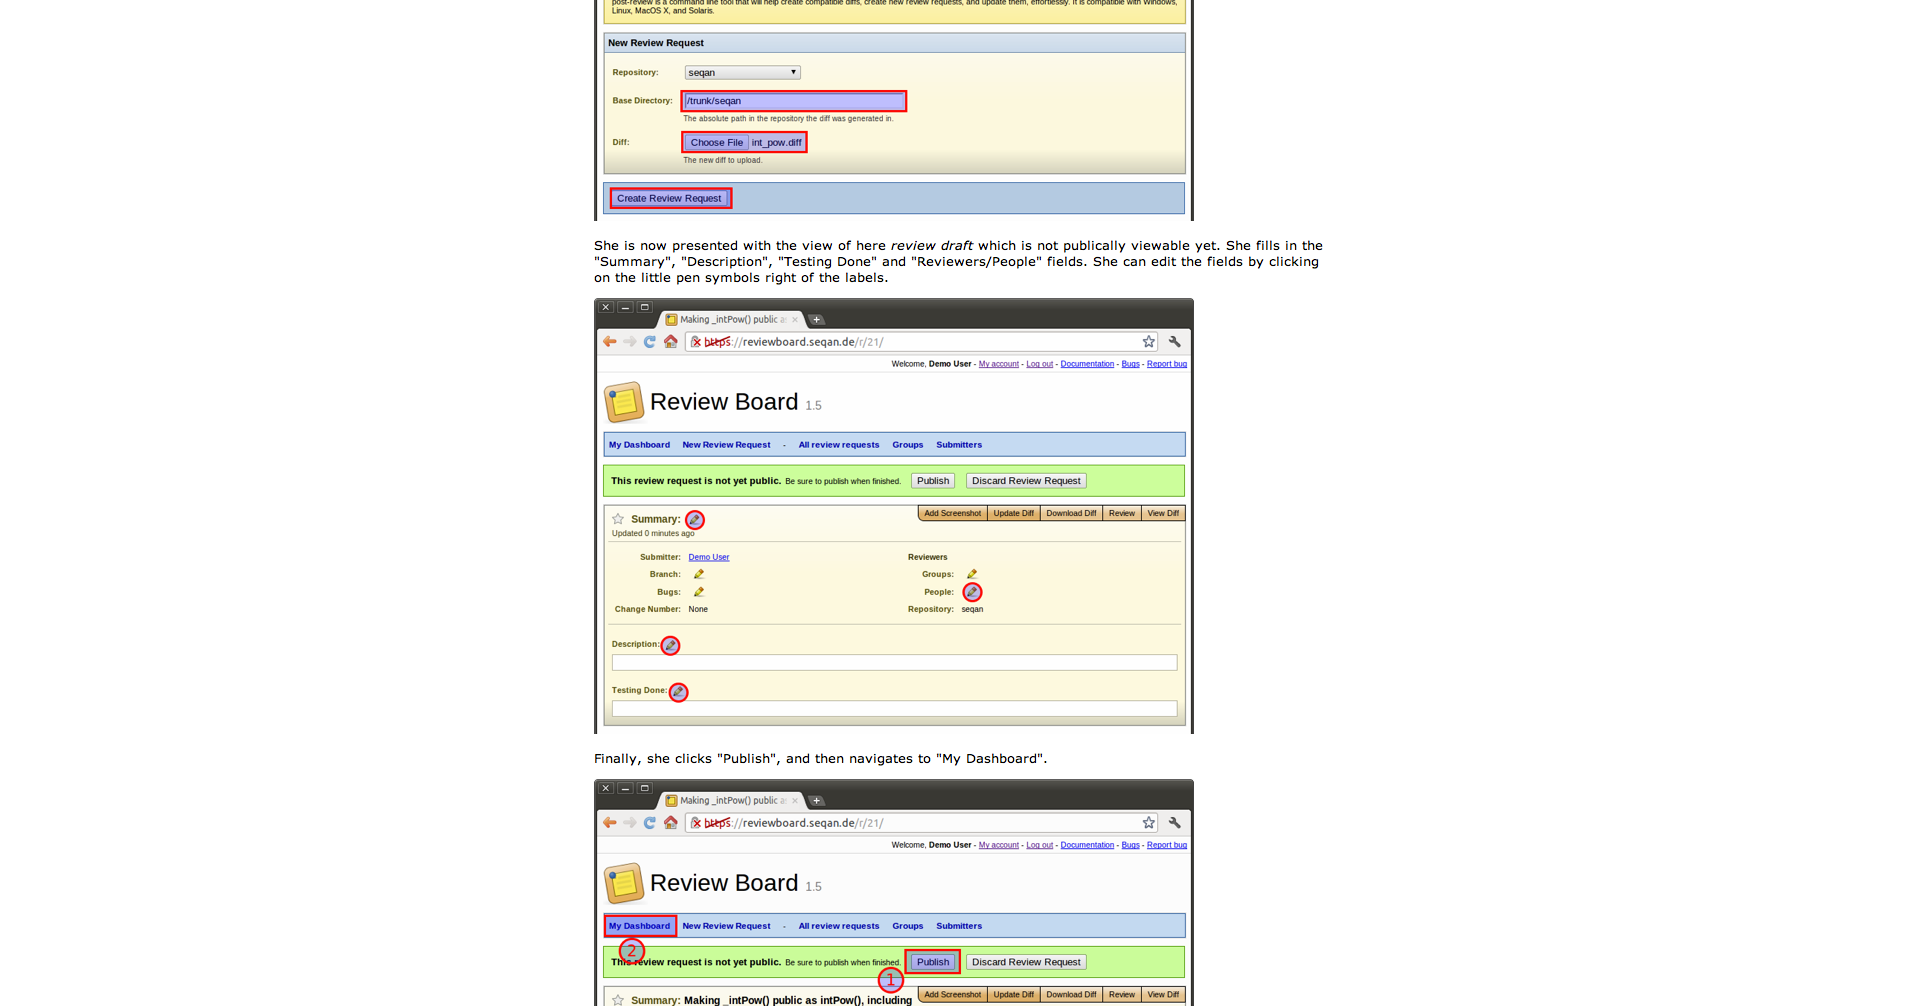 post-review is a command line tool that will help create compatible diffs, create new review requests, and update them, effortlessly. It is compatible with Windows,
Linux, MacOS X, and Solaris.
New Review Request
Repository: seqan
Base Directory: /trunk/seqan
The absolute path in the repository the diff was generated in.
Diff: Choose File int_pow.diff
The new diff to upload.
Create Review Request
She is now presented with the view of here review draft which is not publically viewable yet. She fills in the
"Summary", "Description", "Testing Done" and "Reviewers/People" fields. She can edit the fields by clicking
on the little pen symbols right of the labels.
Making _intPow() public as
https://reviewboard.seqan.de/r/21/
Welcome, Demo User - My account - Log out - Documentation - Bugs - Report bug
Review Board 1.5
My Dashboard New Review Request - All review requests Groups Submitters
This review request is not yet public. Be sure to publish when finished. Publish Discard Review Request
Summary: Add Screenshot Update Diff Download Diff Review View Diff
Updated 0 minutes ago
Submitter: Demo User Reviewers
Branch: Groups:
Bugs: People:
Change Number: None Repository: seqan
Description:
Testing Done:
Finally, she clicks "Publish", and then navigates to "My Dashboard".
Making _intPow() public as
https://reviewboard.seqan.de/r/21/
Welcome, Demo User - My account - Log out - Documentation - Bugs - Report bug
Review Board 1.5
My Dashboard New Review Request - All review requests Groups Submitters
2
This review request is not yet public. Be sure to publish when finished. Publish Discard Review Request
1
Summary: Making _intPow() public as intPow(), including Add Screenshot Update Diff Download Diff Review View Diff